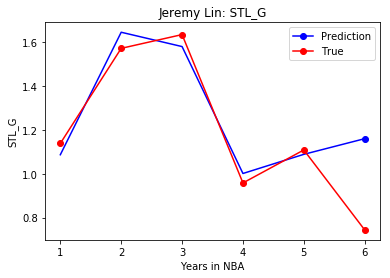 Jeremy Lin: STL_G
Prediction
True
STL_G
1.6
1.4
1.2
1.0
0.8
1 2 3 4 5 6
Years in NBA